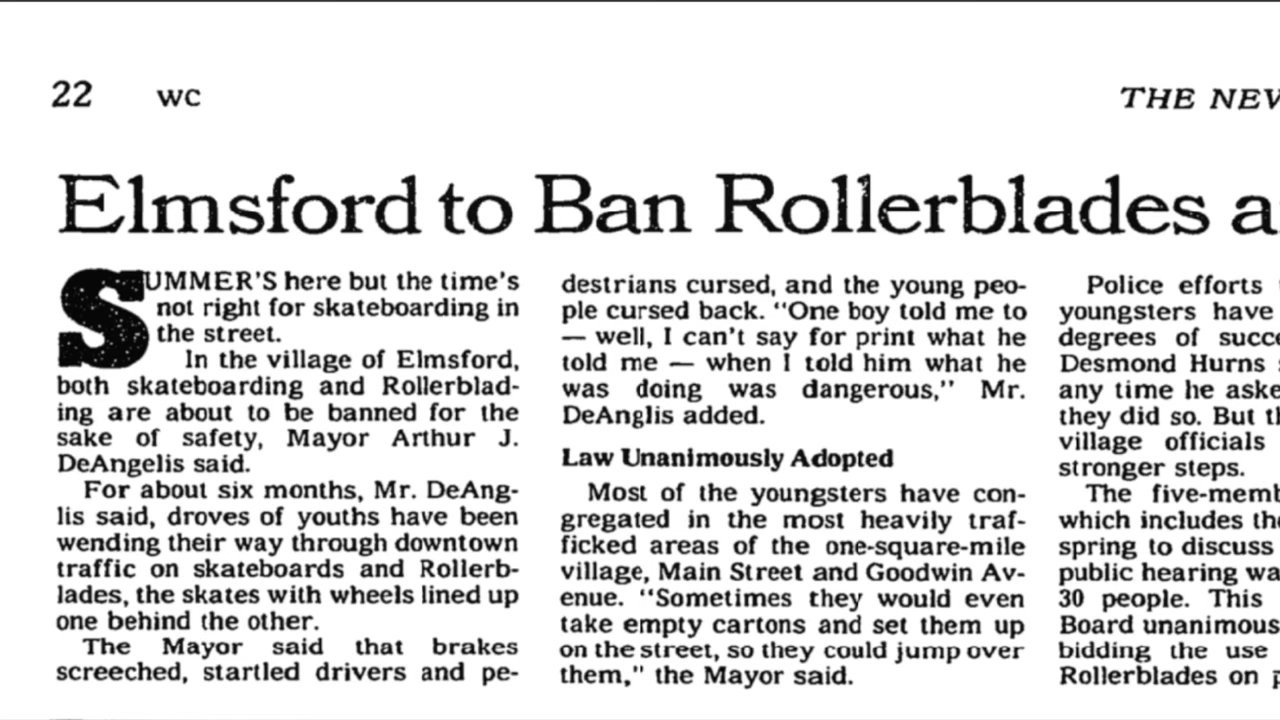 22 WC
THE NEW
Elmsford to Ban Rollerblades a
SUMMER'S here but the time's
not right for skateboarding in
the street.
In the village of Elmsford,
both skateboarding and Rollerblad-
ing are about to be banned for the
sake of safety, Mayor Arthur J.
DeAngelis said.
For about six months, Mr. DeAng-
lis said, droves of youths have been
wending their way through downtown
traffic on skateboards and Rollerb-
lades, the skates with wheels lined up
one behind the other.
The Mayor said that brakes
screeched, startled drivers and pe-
destrians cursed, and the young peo-
ple cursed back. "One boy told me to
— well, I can't say for print what he
told me — when I told him what he
was doing was dangerous," Mr.
DeAnglis added.
Law Unanimously Adopted
Most of the youngsters have con-
gregated in the most heavily traf-
ficked areas of the one-square-mile
village, Main Street and Goodwin Av-
enue. "Sometimes they would even
take empty cartons and set them up
on the street, so they could jump over
them," the Mayor said.
Police efforts
youngsters have
degrees of succe
Desmond Hurns
any time he aske
they did so. But th
village officials
stronger steps.
The five-memb
which includes the
spring to discuss
public hearing wa
30 people. This
Board unanimous
bidding the use
Rollerblades on p